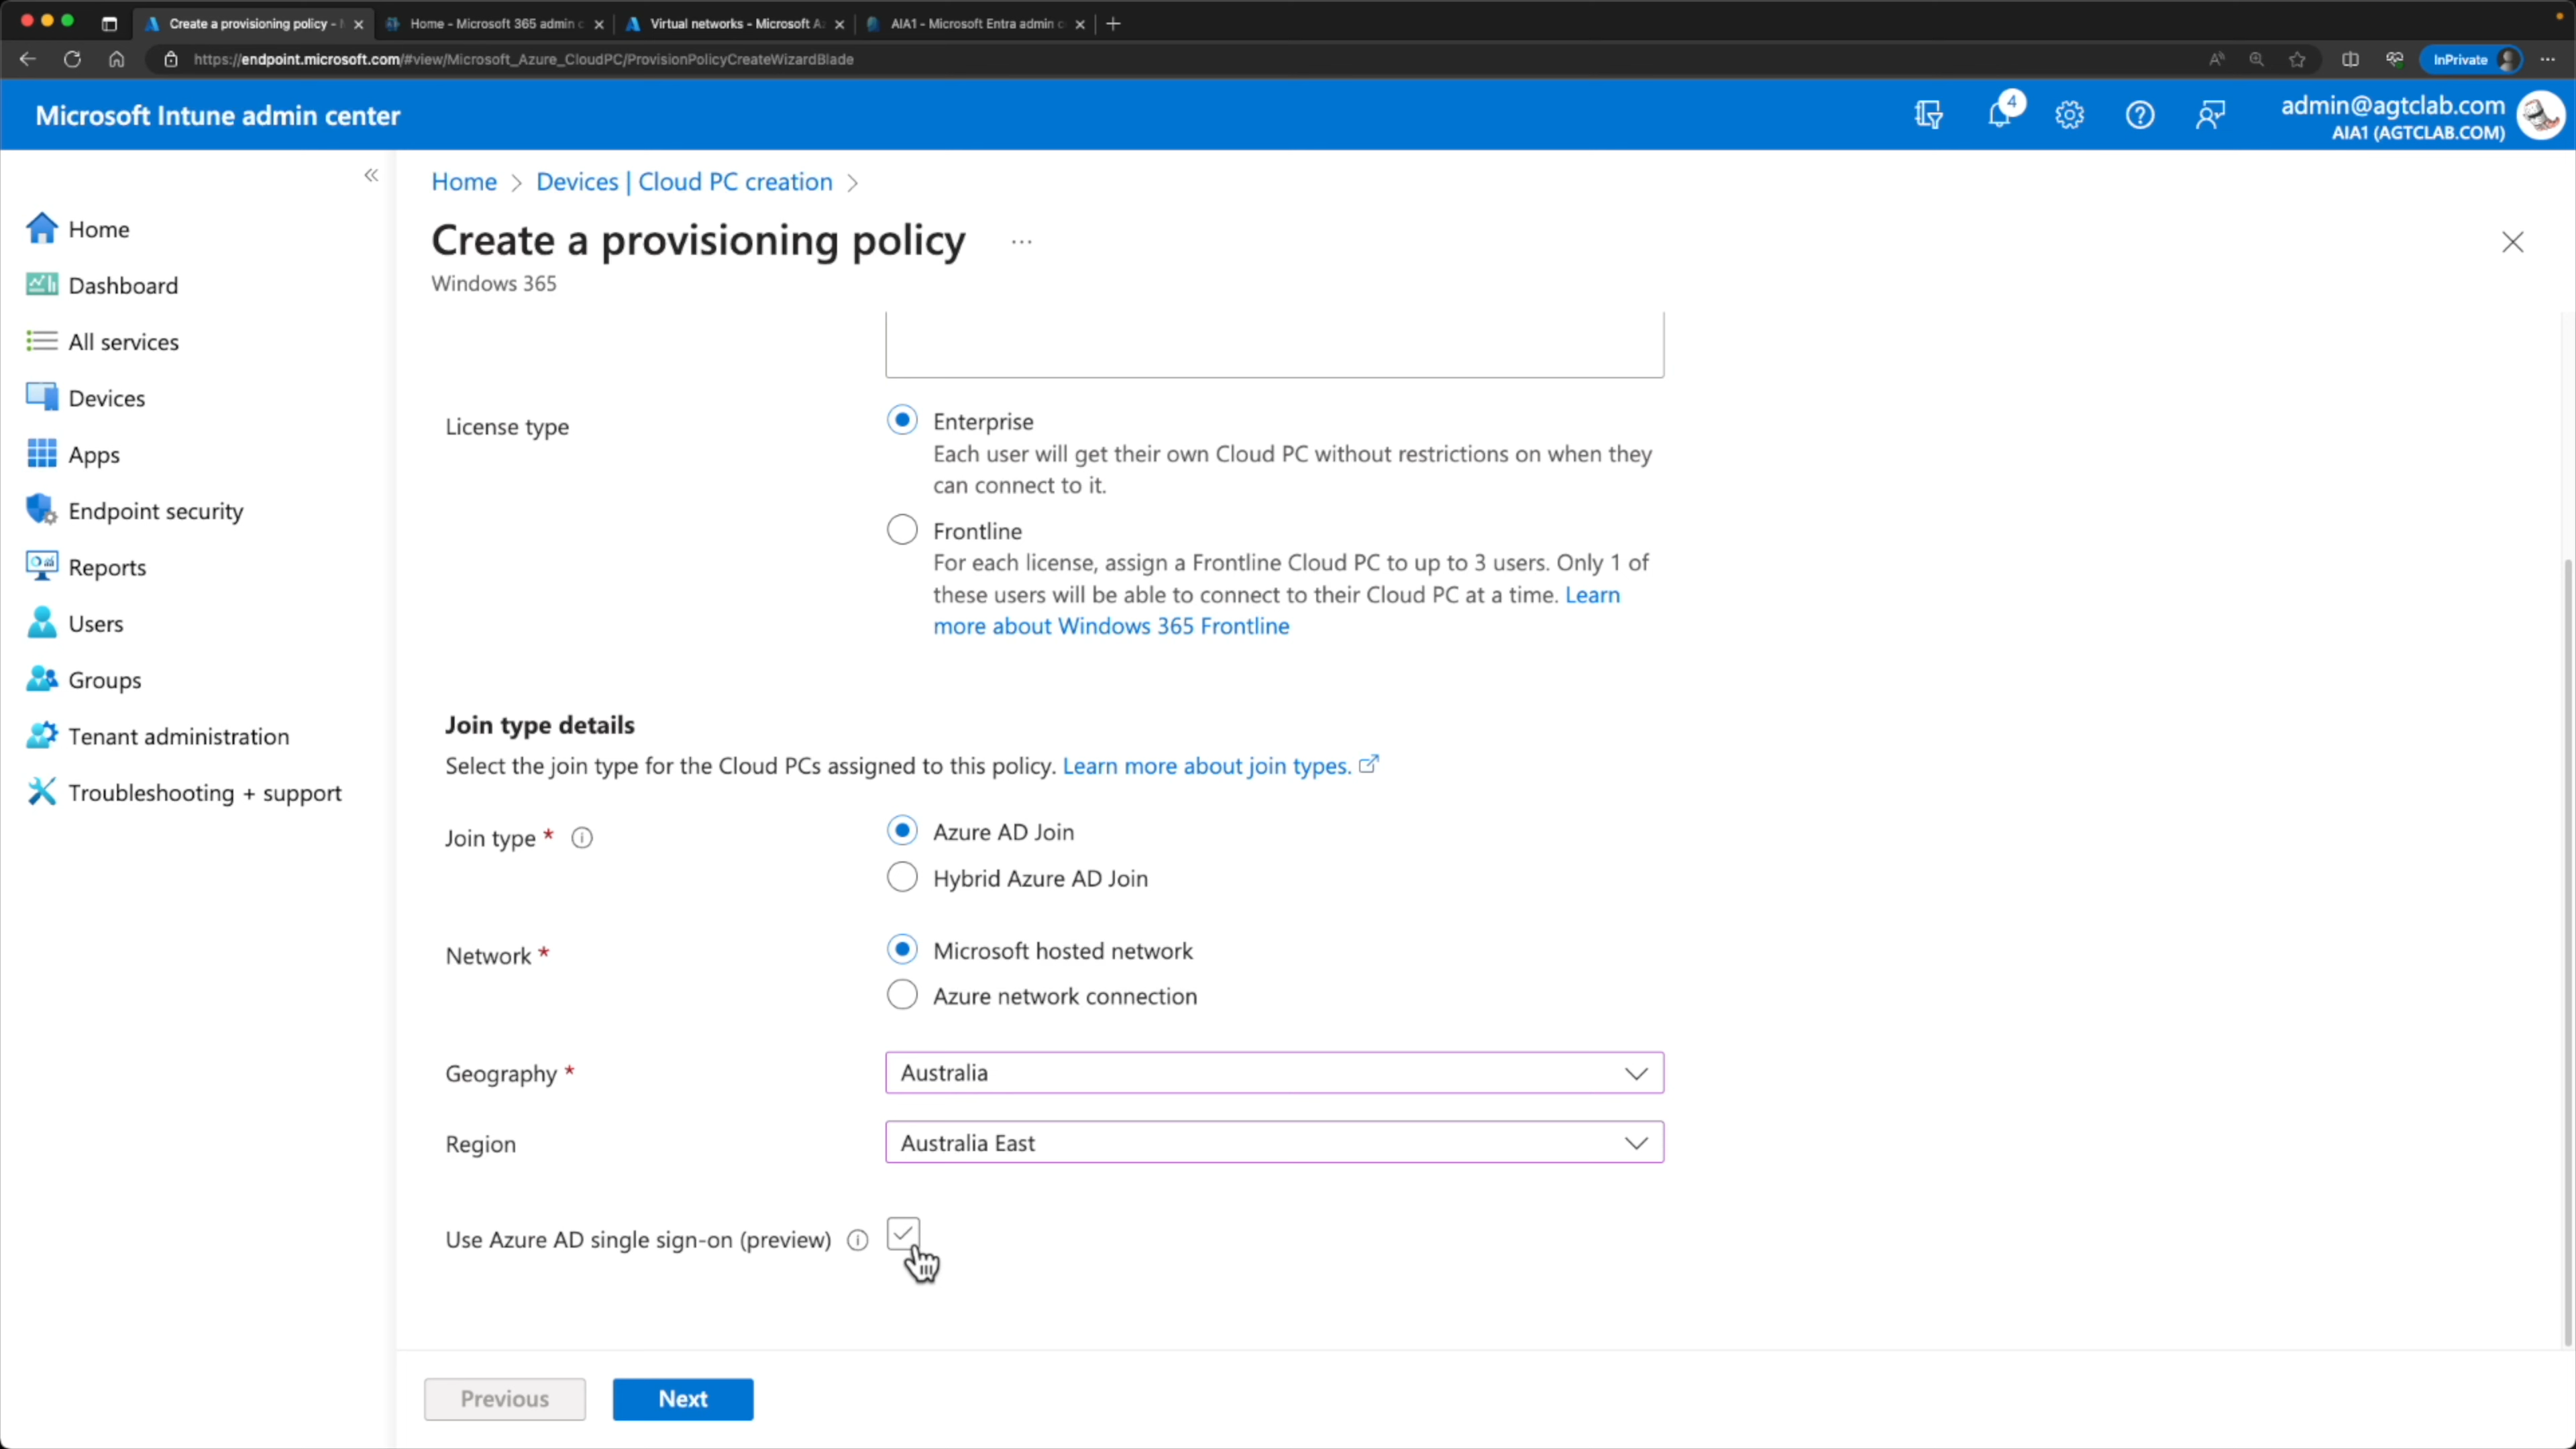 Create a provisioning policy -
Home - Microsoft 365 admin c
Virtual networks - Microsoft A
AIA1 - Microsoft Entra admin c
https://endpoint.microsoft.com/#view/Microsoft_Azure_CloudPC/ProvisionPolicyCreateWizardBlade
InPrivate
Microsoft Intune admin center
4
admin@agtclab.com
AIA1 (AGTCLAB.COM)
Home
Dashboard
All services
Devices
Apps
Endpoint security
Reports
Users
Groups
Tenant administration
Troubleshooting + support
Home > Devices | Cloud PC creation >
Create a provisioning policy ...
Windows 365
License type
Enterprise
Each user will get their own Cloud PC without restrictions on when they
can connect to it.
Frontline
For each license, assign a Frontline Cloud PC to up to 3 users. Only 1 of
these users will be able to connect to their Cloud PC at a time. Learn
more about Windows 365 Frontline
Join type details
Select the join type for the Cloud PCs assigned to this policy. Learn more about join types.
Join type *
Azure AD Join
Hybrid Azure AD Join
Network *
Microsoft hosted network
Azure network connection
Geography *
Australia
Region
Australia East
Use Azure AD single sign-on (preview)
Previous
Next